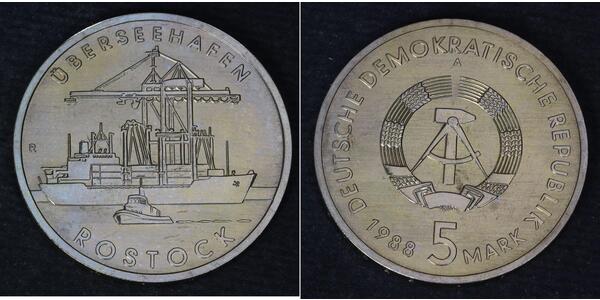 ÜBERSEEHAFEN
R
ROSTOCK
DEUTSCHE DEMOKRATISCHE REPUBLIK
A
1988 5 MARK